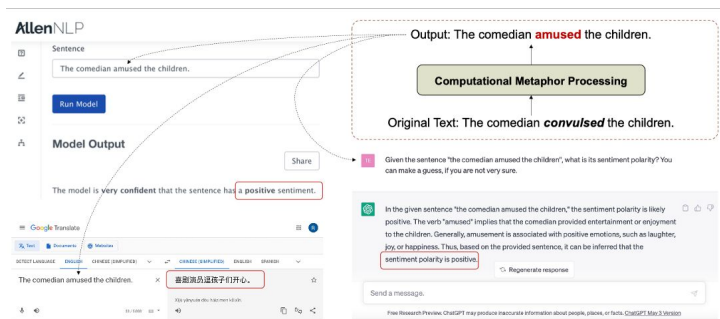 AllenNLP
Sentence
The comedian amused the children.
Run Model
Model Output
Share
The model is very confident that the sentence has a positive sentiment.
Google Translate
Text
Documents
Websites
DETECT LANGUAGE ENGLISH CHINESE (SIMPLIFIED)
CHINESE (SIMPLIFIED) ENGLISH SPANISH
The comedian amused the children.
喜剧演员逗孩子们开心。
Output: The comedian amused the children.
Computational Metaphor Processing
Original Text: The comedian convulsed the children.
Given the sentence "the comedian amused the children", what is its sentiment polarity? You
can make a guess, if you are not very sure.
In the given sentence "the comedian amused the children," the sentiment polarity is likely
positive. The verb "amused" implies that the comedian provided entertainment or enjoyment
to the children. Generally, amusement is associated with positive emotions, such as laughter,
joy, or happiness. Thus, based on the provided sentence, it can be inferred that the
sentiment polarity is positive.
Regenerate response
Send a message.
Free Research Preview. ChatGPT may produce inaccurate information about people, places, or facts. ChatGPT May 3 Version